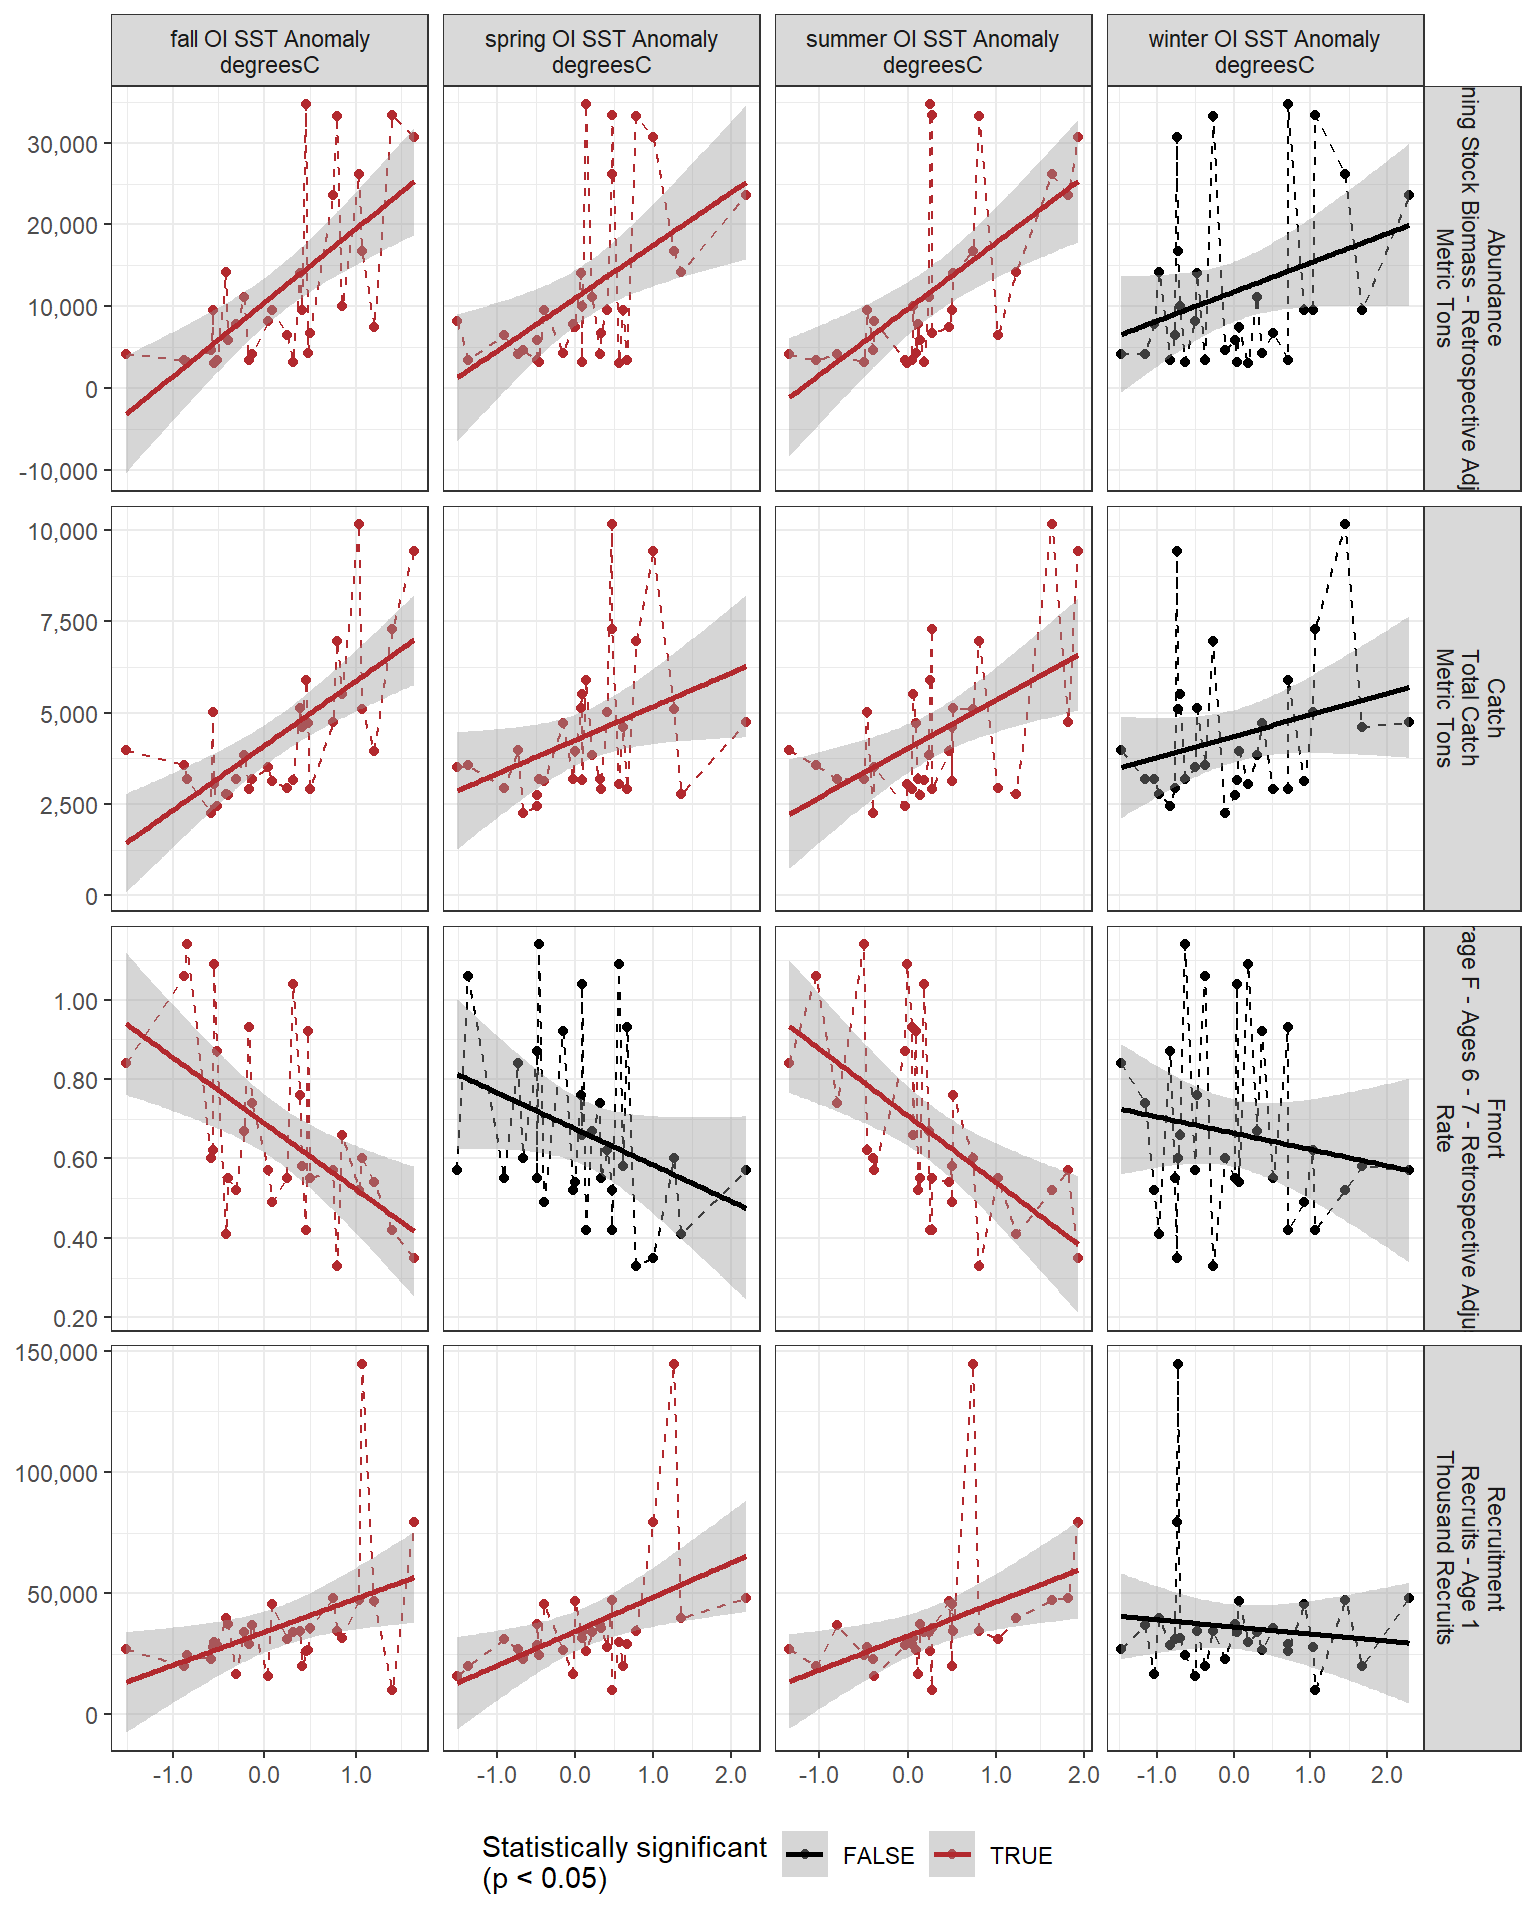 fall OI SST Anomaly
degreesC
spring OI SST Anomaly
degreesC
summer OI SST Anomaly
degreesC
winter OI SST Anomaly
degreesC
30,000
20,000
10,000
0
-10,000
Abundance
Stock Biomass - Retrospective
Metric Tons
10,000
7,500
5,000
2,500
0
Catch
Total Catch
Metric Tons
1.00
0.80
0.60
0.40
0.20
Fmort
F - Ages 6 - 7 - Retrospective
Rate
150,000
100,000
50,000
0
Recruitment
Recruits - Age 1
Thousand Recruits
-1.0 0.0 1.0
-1.0 0.0 1.0 2.0
-1.0 0.0 1.0 2.0
-1.0 0.0 1.0 2.0
Statistically significant
(p < 0.05)
FALSE
TRUE